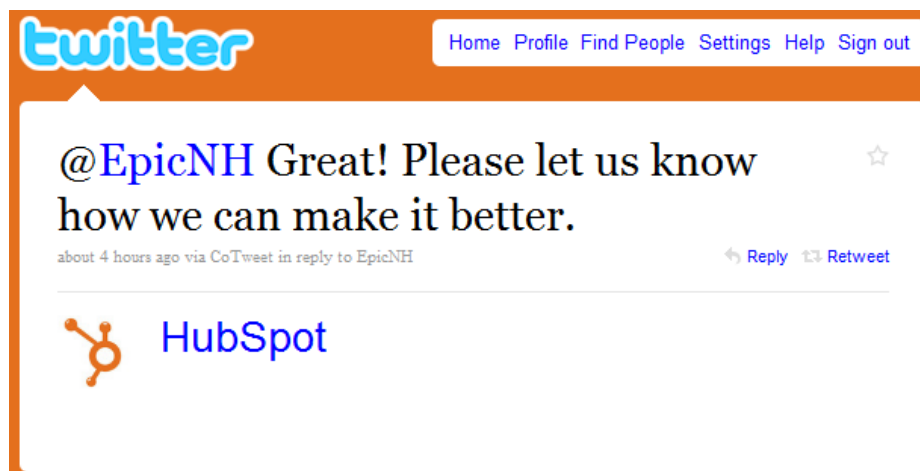 twitter
Home Profile Find People Settings Help Sign out
@EpicNH Great! Please let us know
how we can make it better.
about 4 hours ago via CoTweet in reply to EpicNH
Reply Retweet
HubSpot